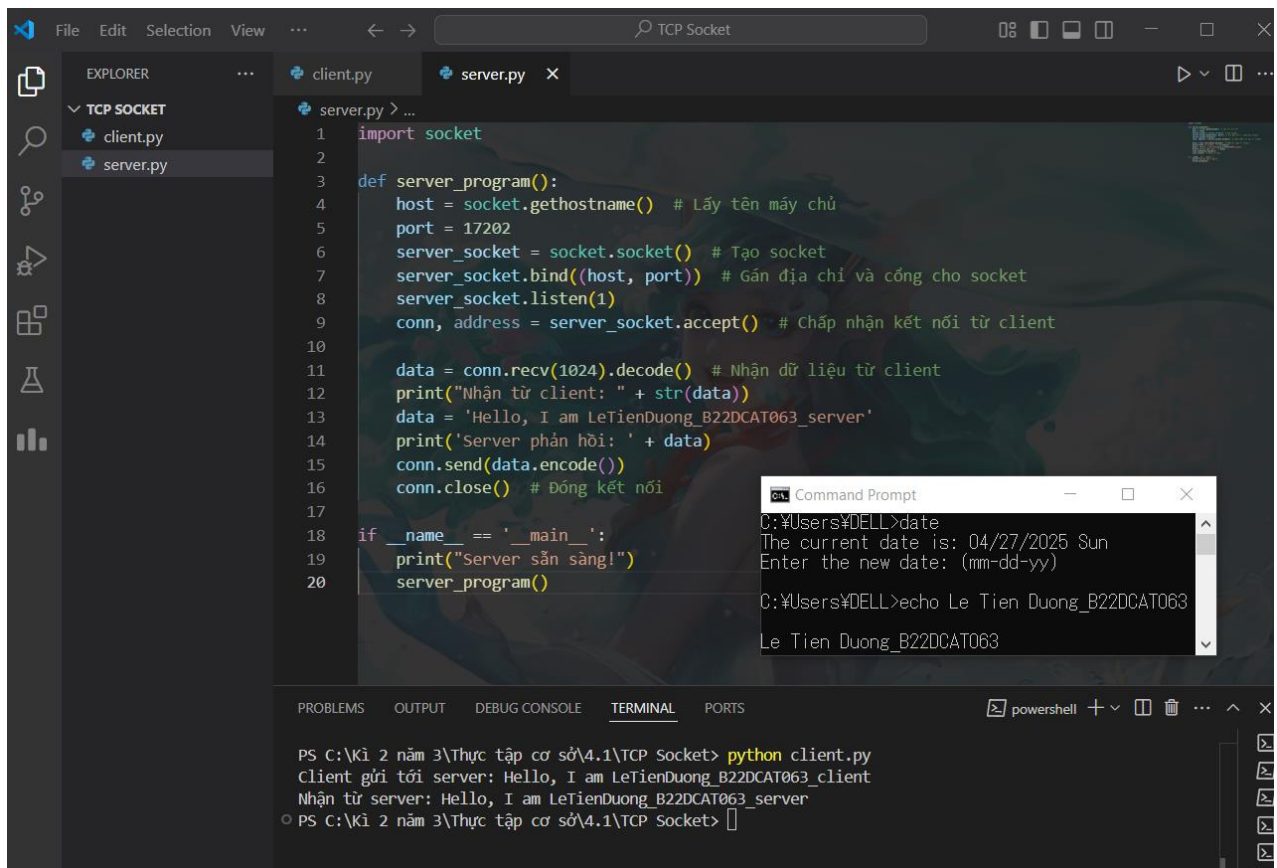 File Edit Selection View ··· TCP Socket
EXPLORER ···
TCP SOCKET
client.py
server.py
client.py server.py
server.py > ...
1 import socket
2
3 def server_program():
4     host = socket.gethostname()  # Lấy tên máy chủ
5     port = 17202
6     server_socket = socket.socket()  # Tạo socket
7     server_socket.bind((host, port))  # Gán địa chỉ và cổng cho socket
8     server_socket.listen(1)
9     conn, address = server_socket.accept()  # Chấp nhận kết nối từ client
10
11     data = conn.recv(1024).decode()  # Nhận dữ liệu từ client
12     print("Nhận từ client: " + str(data))
13     data = 'Hello, I am LeTienDuong_B22DCAT063_server'
14     print('Server phản hồi: ' + data)
15     conn.send(data.encode())
16     conn.close()  # Đóng kết nối
17
18 if __name__ == '__main__':
19     print("Server sẵn sàng!")
20     server_program()
Command Prompt
C:¥Users¥DELL>date
The current date is: 04/27/2025 Sun
Enter the new date: (mm-dd-yy)
C:¥Users¥DELL>echo Le Tien Duong_B22DCAT063
Le Tien Duong_B22DCAT063
PROBLEMS OUTPUT DEBUG CONSOLE TERMINAL PORTS powershell
PS C:\Kì 2 năm 3\Thực tập cơ sở\4.1\TCP Socket> python client.py
Client gửi tới server: Hello, I am LeTienDuong_B22DCAT063_client
Nhận từ server: Hello, I am LeTienDuong_B22DCAT063_server
PS C:\Kì 2 năm 3\Thực tập cơ sở\4.1\TCP Socket>